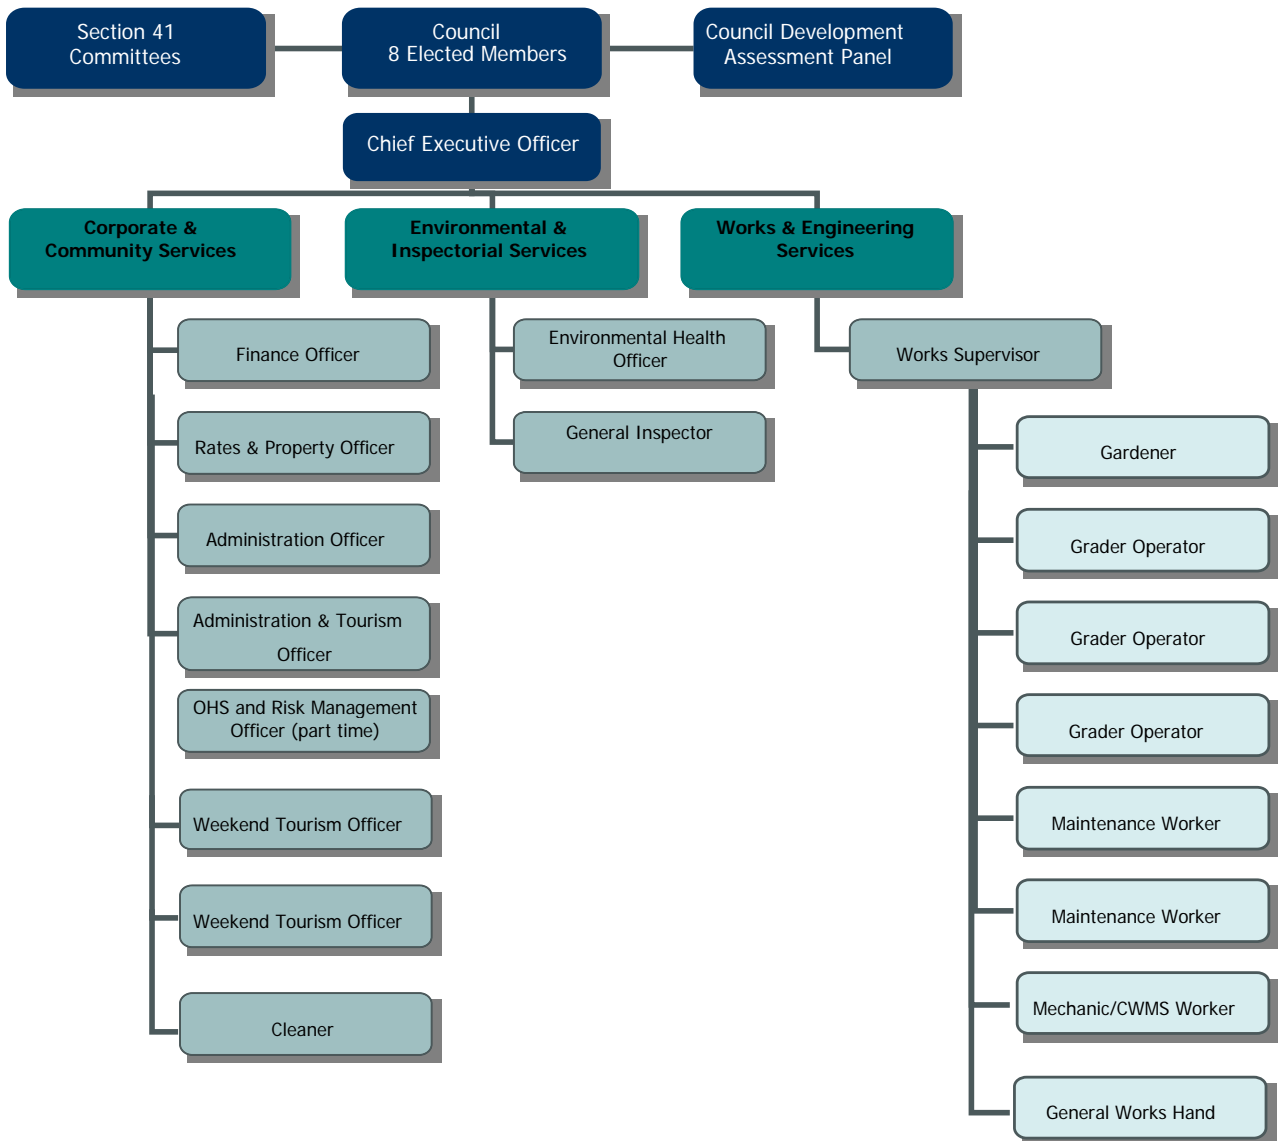 Section 41
Committees
Council
8 Elected Members
Council Development
Assessment Panel
Chief Executive Officer
Corporate &
Community Services
Environmental &
Inspectorial Services
Works & Engineering
Services
Finance Officer
Rates & Property Officer
Administration Officer
Administration & Tourism
Officer
OHS and Risk Management
Officer (part time)
Weekend Tourism Officer
Weekend Tourism Officer
Cleaner
Environmental Health
Officer
General Inspector
Works Supervisor
Gardener
Grader Operator
Grader Operator
Grader Operator
Maintenance Worker
Maintenance Worker
Mechanic/CWMS Worker
General Works Hand